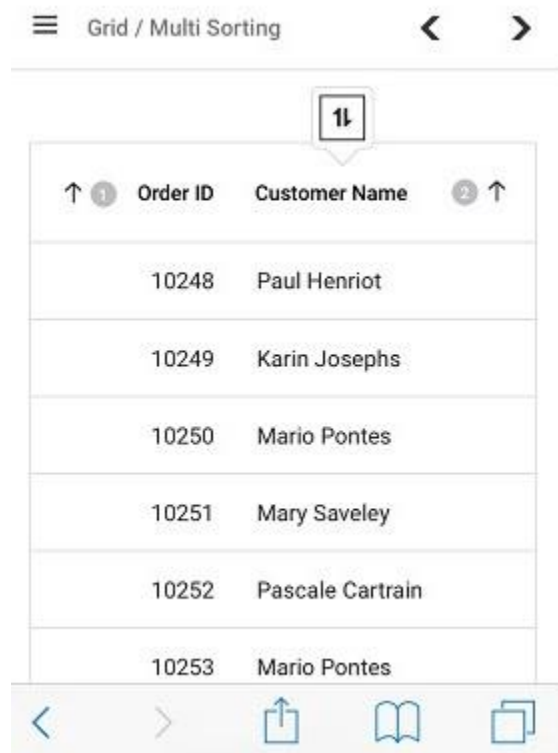 Grid / Multi Sorting
1 Order ID Customer Name 2
10248 Paul Henriot
10249 Karin Josephs
10250 Mario Pontes
10251 Mary Saveley
10252 Pascale Cartrain
10253 Mario Pontes